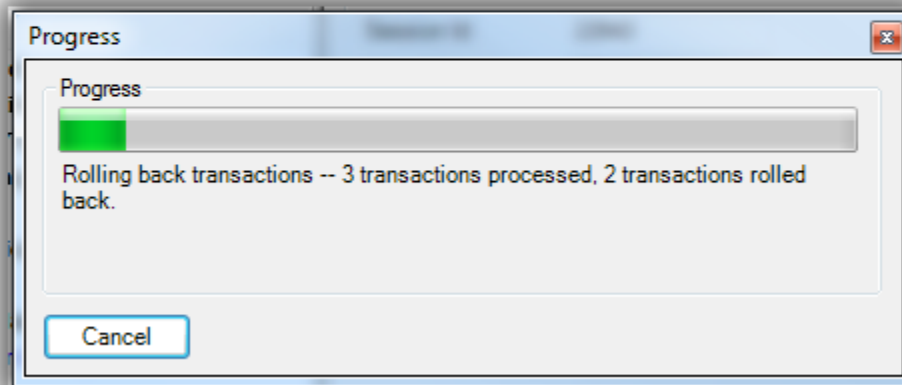 Progress
Progress
Rolling back transactions -- 3 transactions processed, 2 transactions rolled
back.
Cancel